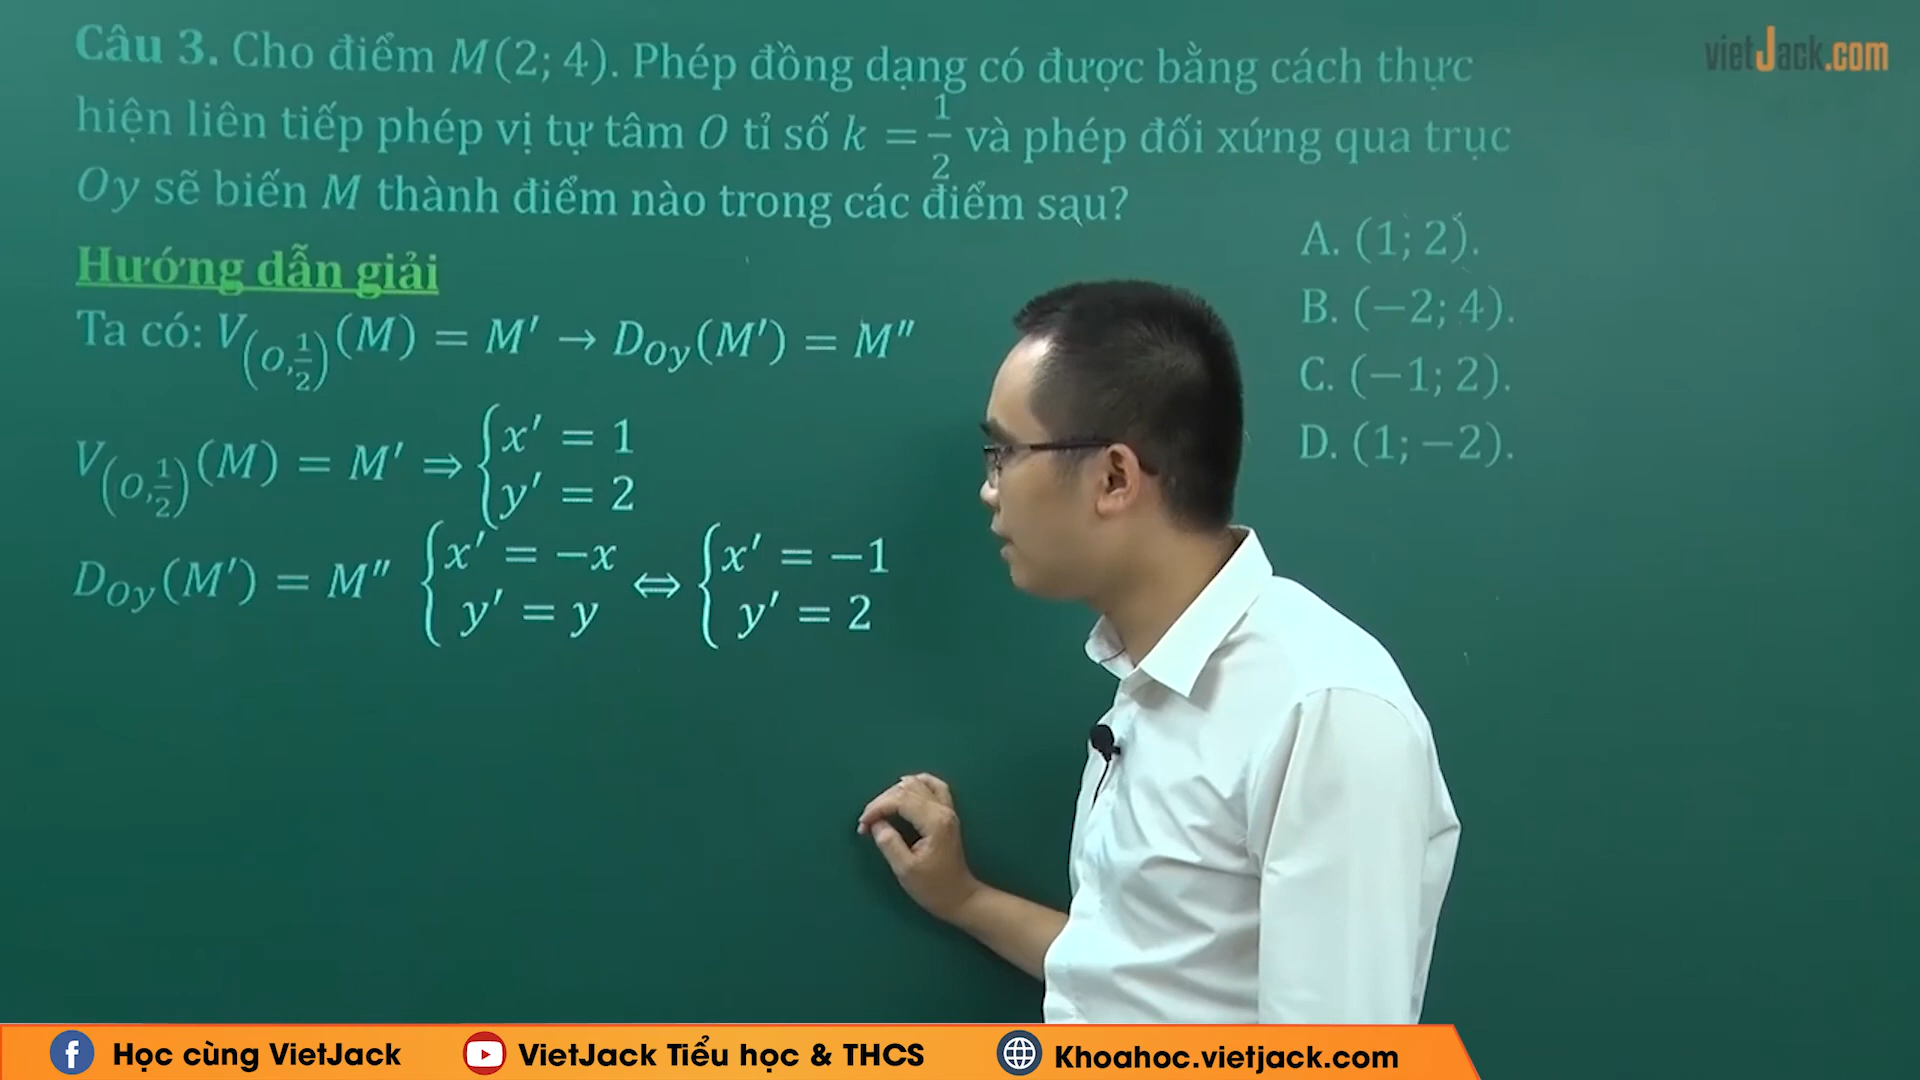 vietJack.com
Câu 3. Cho điểm M(2; 4). Phép đồng dạng có được bằng cách thực
hiện liên tiếp phép vị tự tâm O tỉ số k = 1/2 và phép đối xứng qua trục
Oy sẽ biến M thành điểm nào trong các điểm sau?
A. (1; 2).
B. (−2; 4).
C. (−1; 2).
D. (1; −2).
Hướng dẫn giải
Ta có: V(O,1/2)(M) = M′ → D_Oy(M′) = M″
V(O,1/2)(M) = M′ ⇒ { x′ = 1
y′ = 2
D_Oy(M′) = M″ { x′ = −x ⇔ { x′ = −1
y′ = y y′ = 2
Học cùng VietJack
VietJack Tiểu học & THCS
Khoahoc.vietjack.com